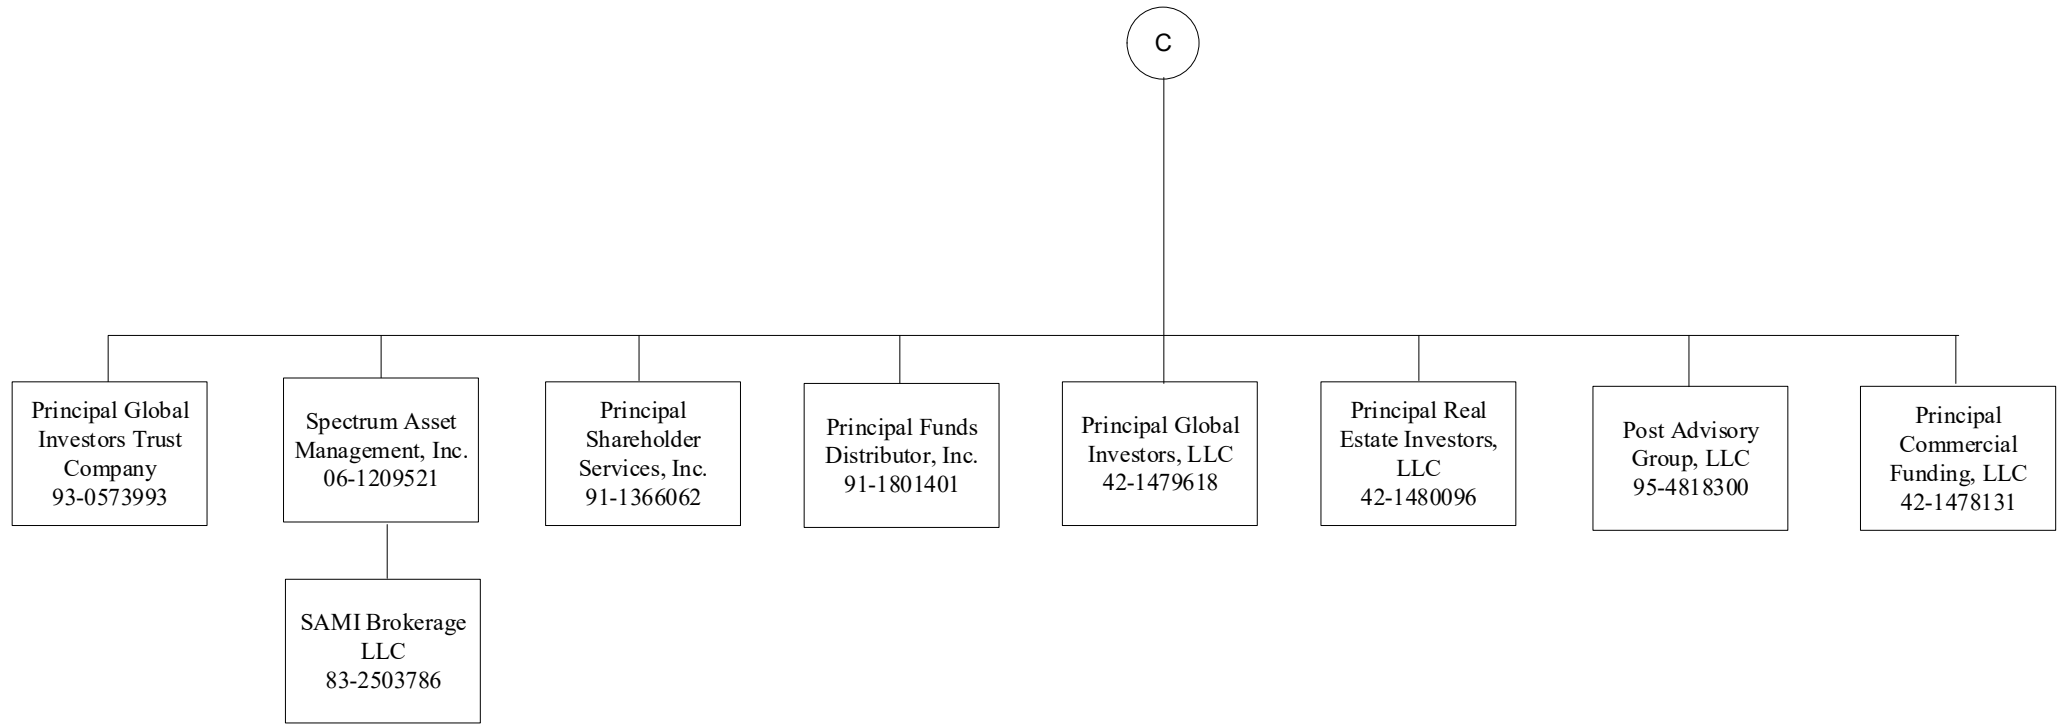 C
Principal Global
Investors Trust
Company
93-0573993
Spectrum Asset
Management, Inc.
06-1209521
Principal
Shareholder
Services, Inc.
91-1366062
Principal Funds
Distributor, Inc.
91-1801401
Principal Global
Investors, LLC
42-1479618
Principal Real
Estate Investors,
LLC
42-1480096
Post Advisory
Group, LLC
95-4818300
Principal
Commercial
Funding, LLC
42-1478131
SAMI Brokerage
LLC
83-2503786